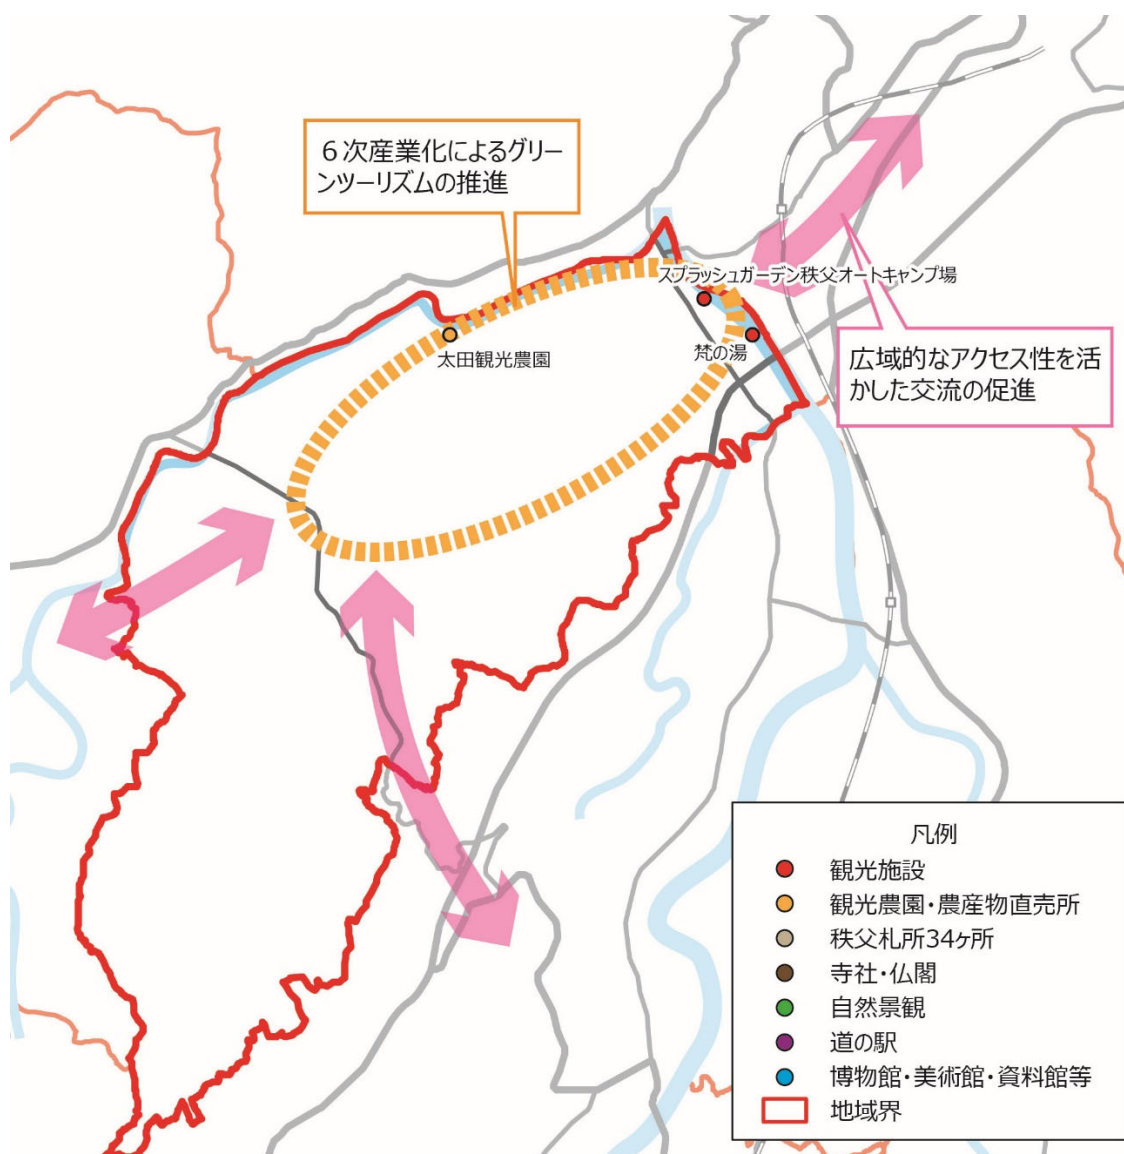 ６次産業化によるグリー
ンツーリズムの推進
スプラッシュガーデン秩父オートキャンプ場
太田観光農園
梵の湯
広域的なアクセス性を活
かした交流の促進
凡例
観光施設
観光農園・農産物直売所
秩父札所34ヶ所
寺社・仏閣
自然景観
道の駅
博物館・美術館・資料館等
地域界